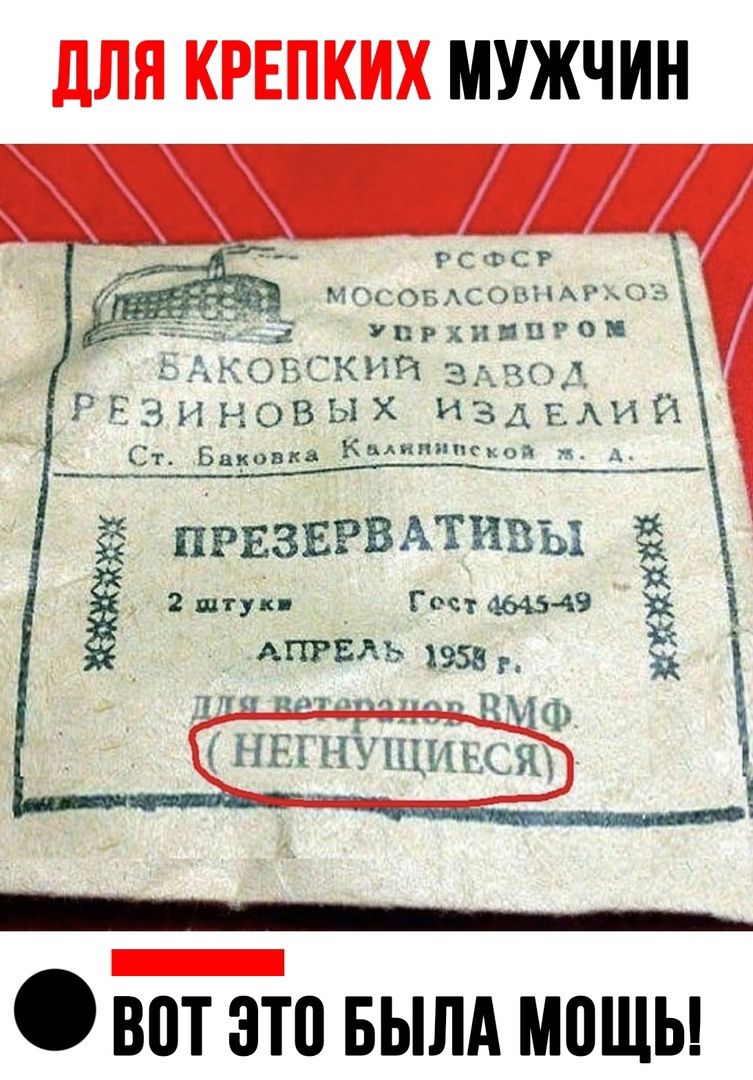 ДЛЯ КРЕПКИХ МУЖЧИН
РСФСР
МОСОБЛСОВНАРХОЗ
УПРХИМПРОМ
БАКОВСКИЙ ЗАВОД
РЕЗИНОВЫХ ИЗДЕЛИЙ
Ст. Баковка Калининской ж. д.
ПРЕЗЕРВАТИВЫ
2 штуки Гост 4645-49
АПРЕЛЬ 1958 г.
для ветеранов ВМФ.
( НЕГНУЩИЕСЯ)
ВОТ ЭТО БЫЛА МОЩЬ!